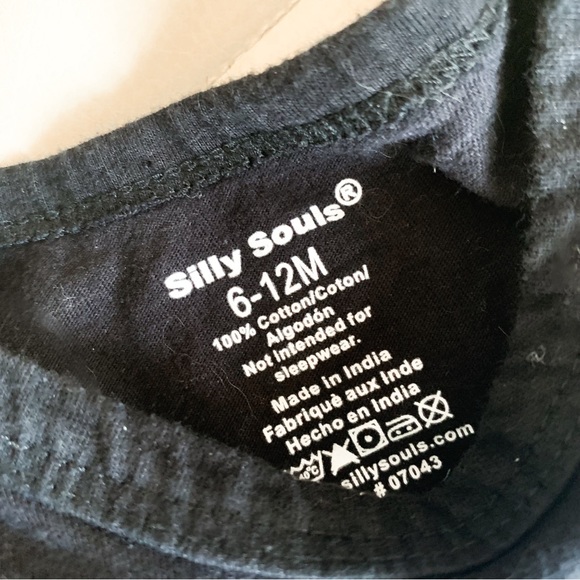 Silly Souls®
6-12M
100% Cotton/Coton/
Algodón
Not intended for
sleepwear.
Made in India
Fabriqué aux inde
Hecho en India
40°C
sillysouls.com
# 07043